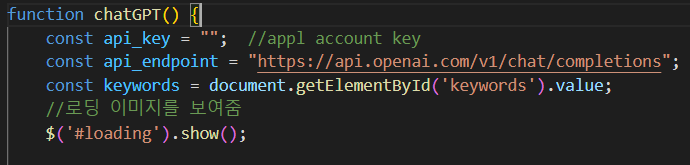 function chatGPT() {
const api_key = ""; //appl account key
const api_endpoint = "https://api.openai.com/v1/chat/completions";
const keywords = document.getElementById('keywords').value;
//로딩 이미지를 보여줌
$('#loading').show();